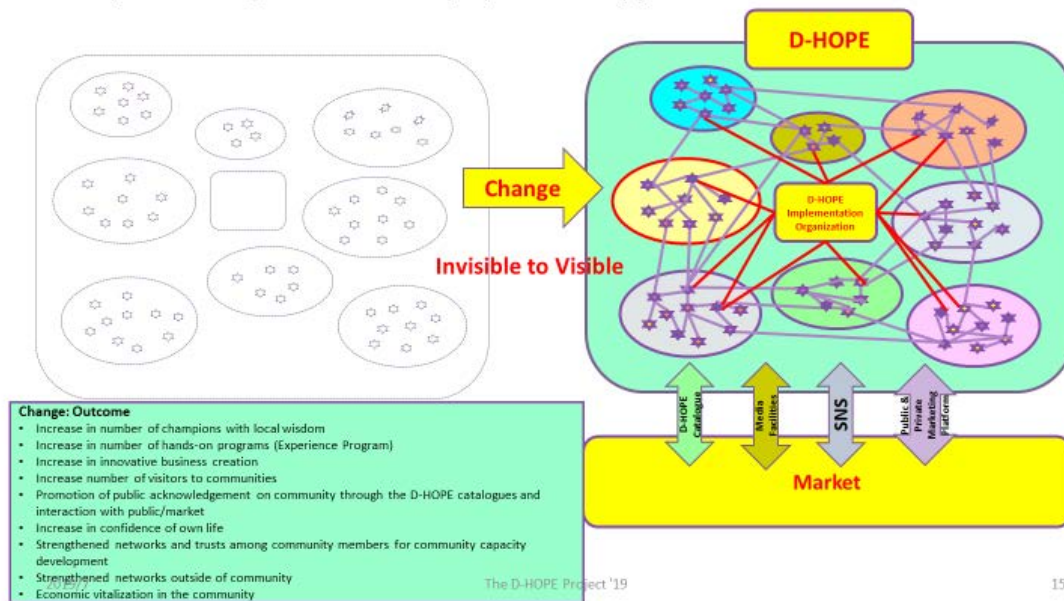 D-HOPE
Change
Invisible to Visible
D-HOPE
Implementation
Organization
D-HOPE
Catalogue
Media
Facilities
SNS
Public &
Private
Marketing
Platform
Market
Change: Outcome
• Increase in number of champions with local wisdom
• Increase in number of hands-on programs (Experience Program)
• Increase in innovative business creation
• Increase number of visitors to communities
• Promotion of public acknowledgement on community through the D-HOPE catalogues and
interaction with public/market
• Increase in confidence of own life
• Strengthened networks and trusts among community members for community capacity
development
• Strengthened networks outside of community
• Economic vitalization in the community
The D-HOPE Project '19
15